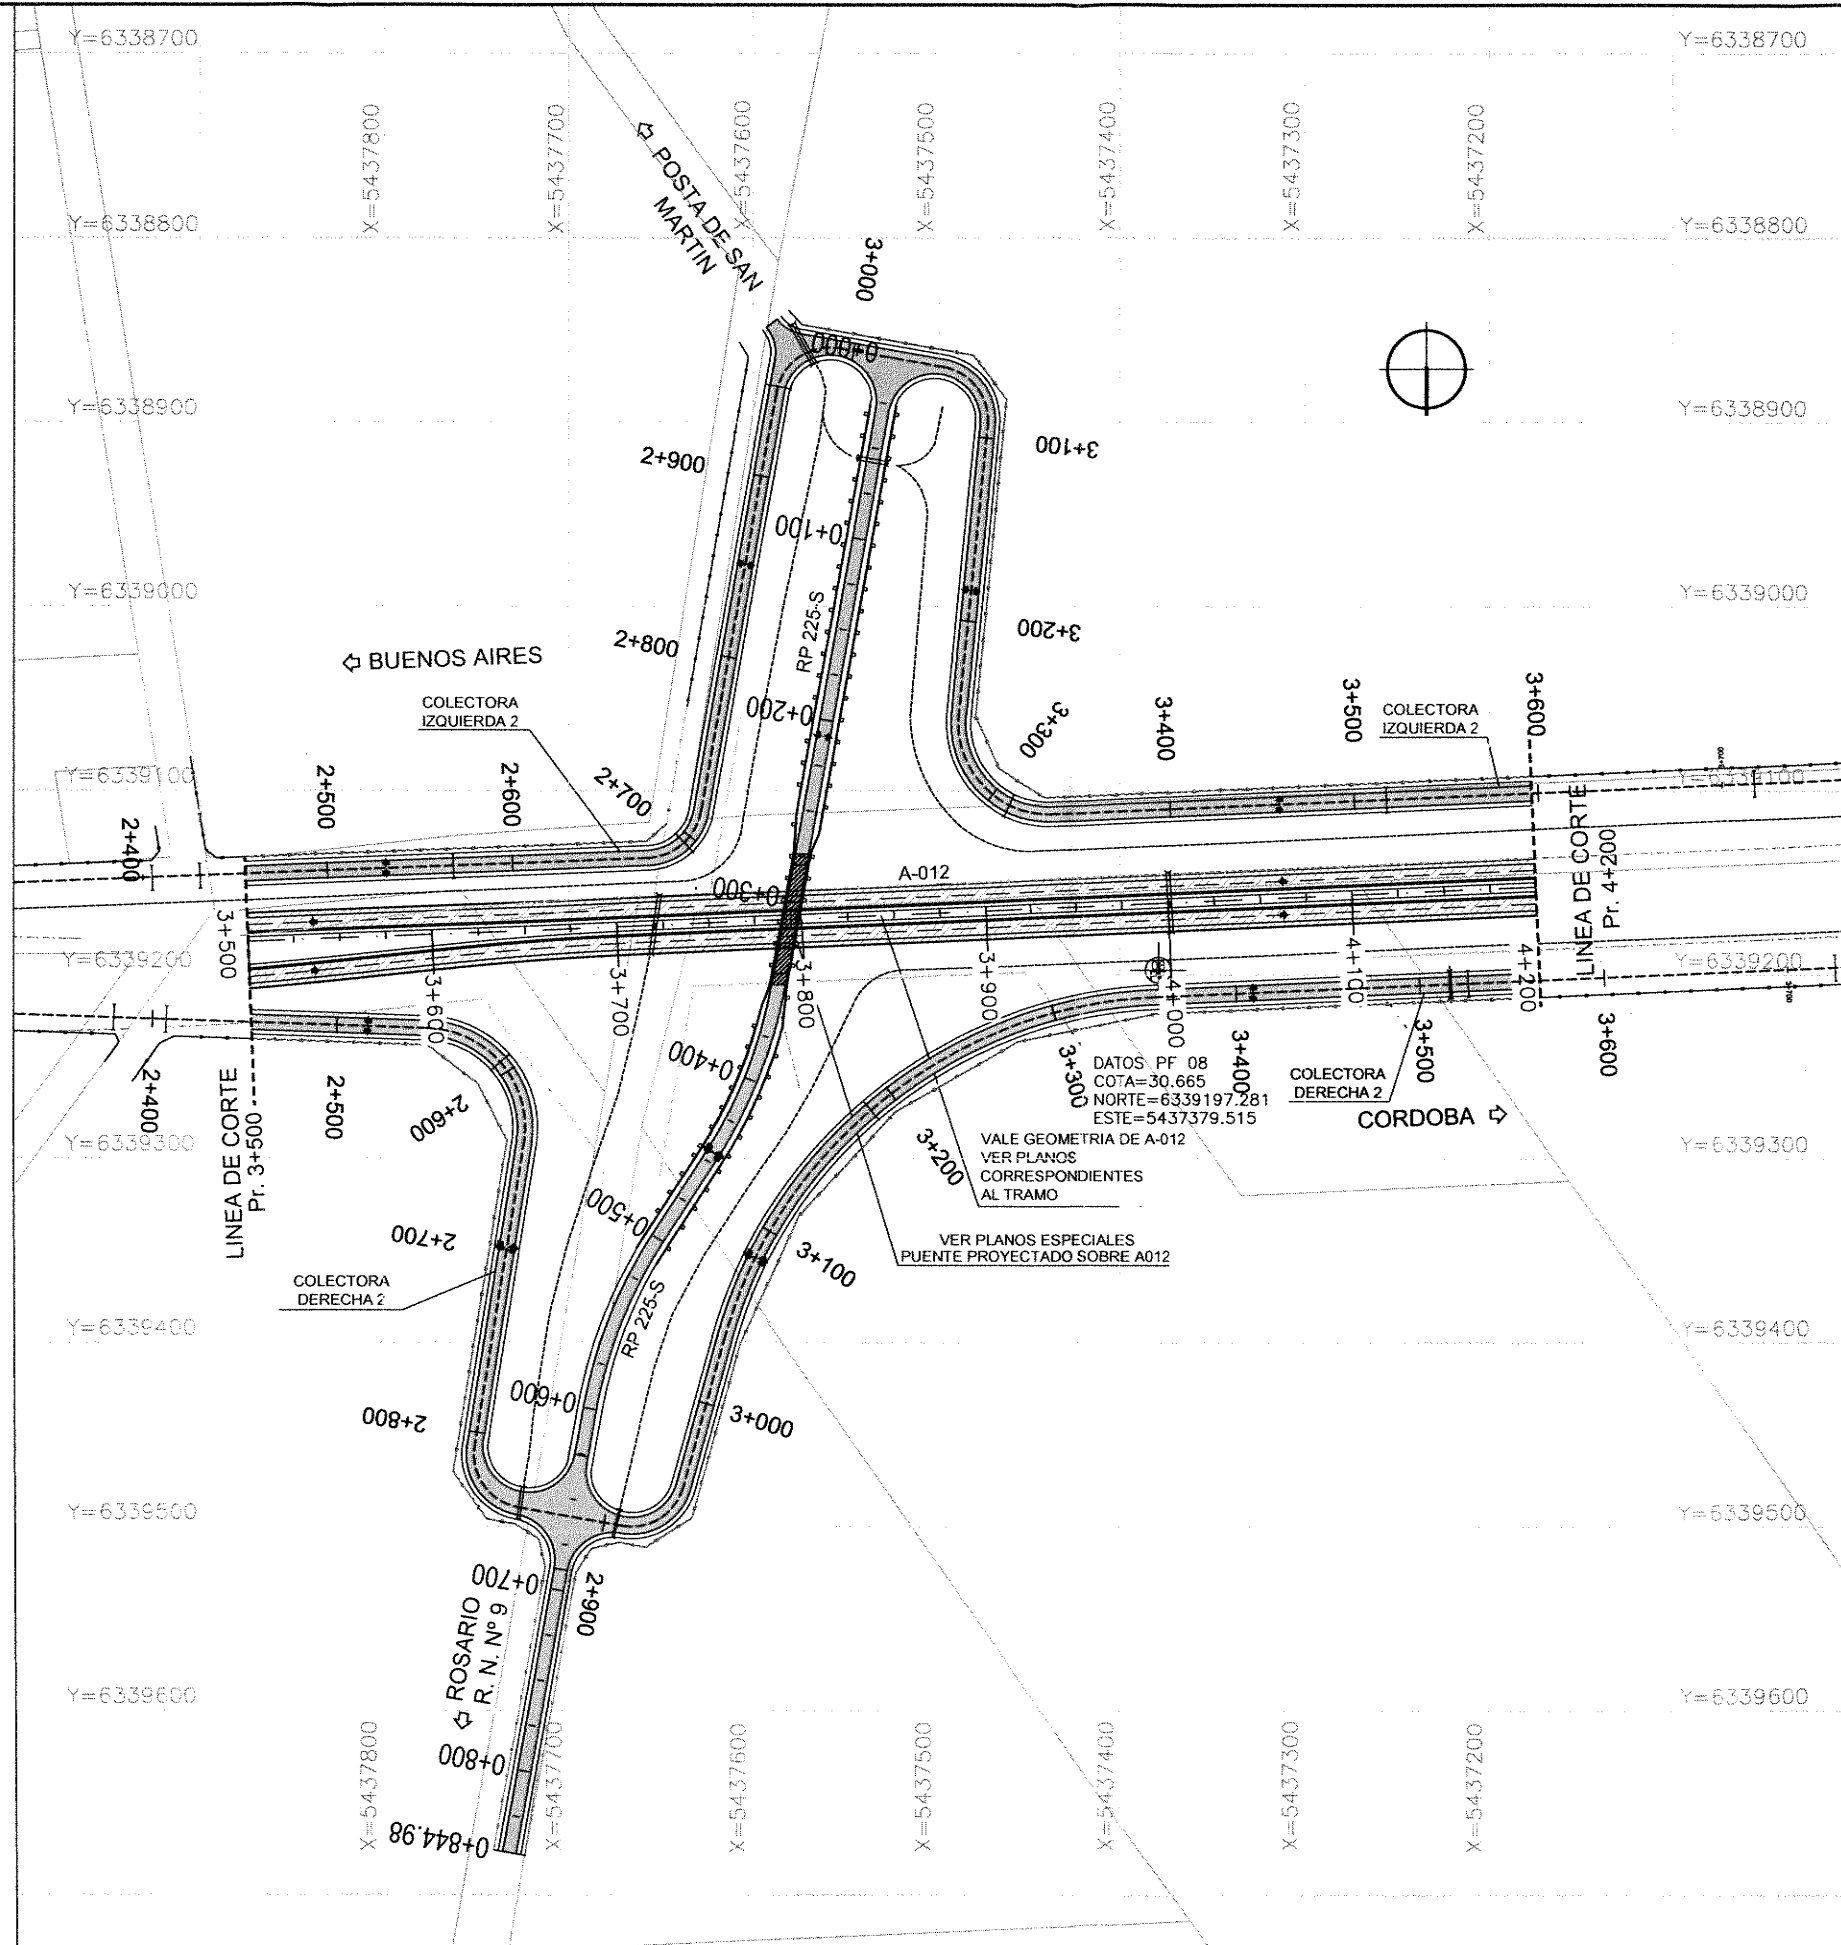 Y=6338700
Y=6338700
X=5437800
X=5437700
X=5437600
X=5437500
X=5437400
X=5437300
X=5437200
POSTA DE SAN
MARTIN
Y=6338800
Y=6338800
3+000
0+000
Y=6338900
Y=6338900
2+900
3+100
0+100
Y=6339000
Y=6339000
RP 225-S
2+800
3+200
BUENOS AIRES
COLECTORA
IZQUIERDA 2
0+200
3+300
3+400
3+500
3+600
COLECTORA
IZQUIERDA 2
Y=6339100
Y=6339100
2+400
2+500
2+600
2+700
LINEA DE CORTE
Pr. 4+200
0+300
A-012
3+500
Y=6339200
Y=6339200
3+600
3+700
3+800
3+900
4+000
4+100
4+200
2+400
2+500
2+600
LINEA DE CORTE
Pr. 3+500
0+400
3+300
3+400
3+500
3+600
DATOS PF 08
COTA=30.665
NORTE=6339197.281
ESTE=5437379.515
COLECTORA
DERECHA 2
CORDOBA
Y=6339300
Y=6339300
VALE GEOMETRIA DE A-012
VER PLANOS
CORRESPONDIENTES
AL TRAMO
3+200
0+500
2+700
VER PLANOS ESPECIALES
PUENTE PROYECTADO SOBRE A012
3+100
COLECTORA
DERECHA 2
RP 225-S
Y=6339400
Y=6339400
0+600
2+800
3+000
Y=6339500
Y=6339500
0+700
2+900
ROSARIO
R. N. Nº 9
Y=6339600
Y=6339600
0+800
X=5437800
X=5437700
X=5437600
X=5437500
X=5437400
X=5437300
X=5437200
0+844.98